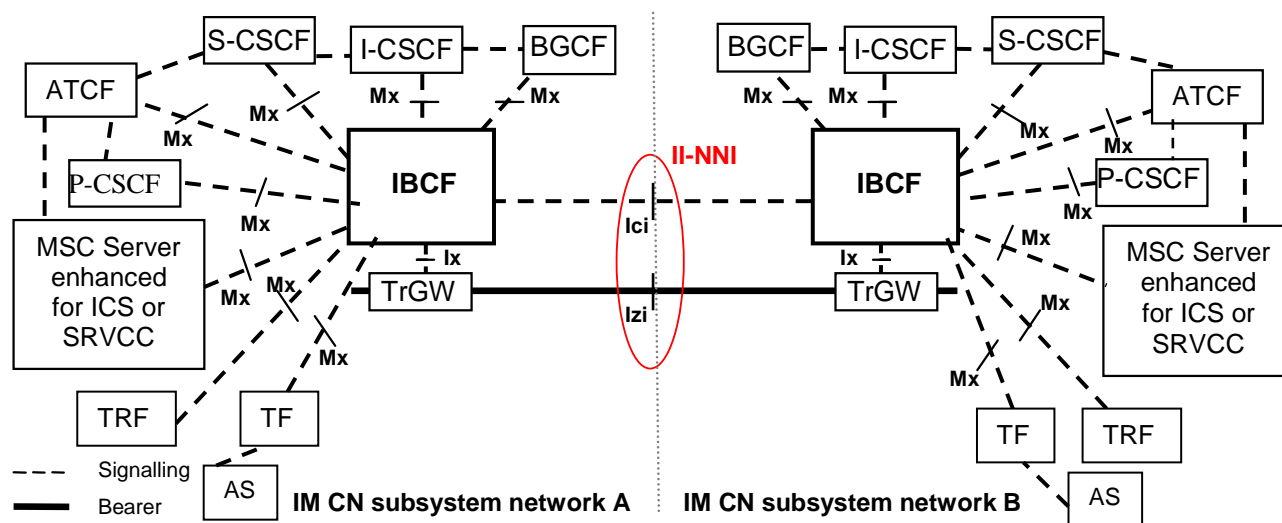 S-CSCF
I-CSCF
BGCF
BGCF
I-CSCF
S-CSCF
ATCF
Mx
Mx
Mx
Mx
Mx
Mx
ATCF
Mx
Mx
II-NNI
P-CSCF
IBCF
IBCF
P-CSCF
Mx
Mx
Ici
MSC Server
enhanced
for ICS or
SRVCC
Mx
Mx
Ix
Ix
Mx
MSC Server
enhanced
for ICS or
SRVCC
TrGW
TrGW
Izi
Mx
Mx
Mx
TRF
TF
TF
TRF
Signalling
AS
AS
Bearer
IM CN subsystem network A
IM CN subsystem network B